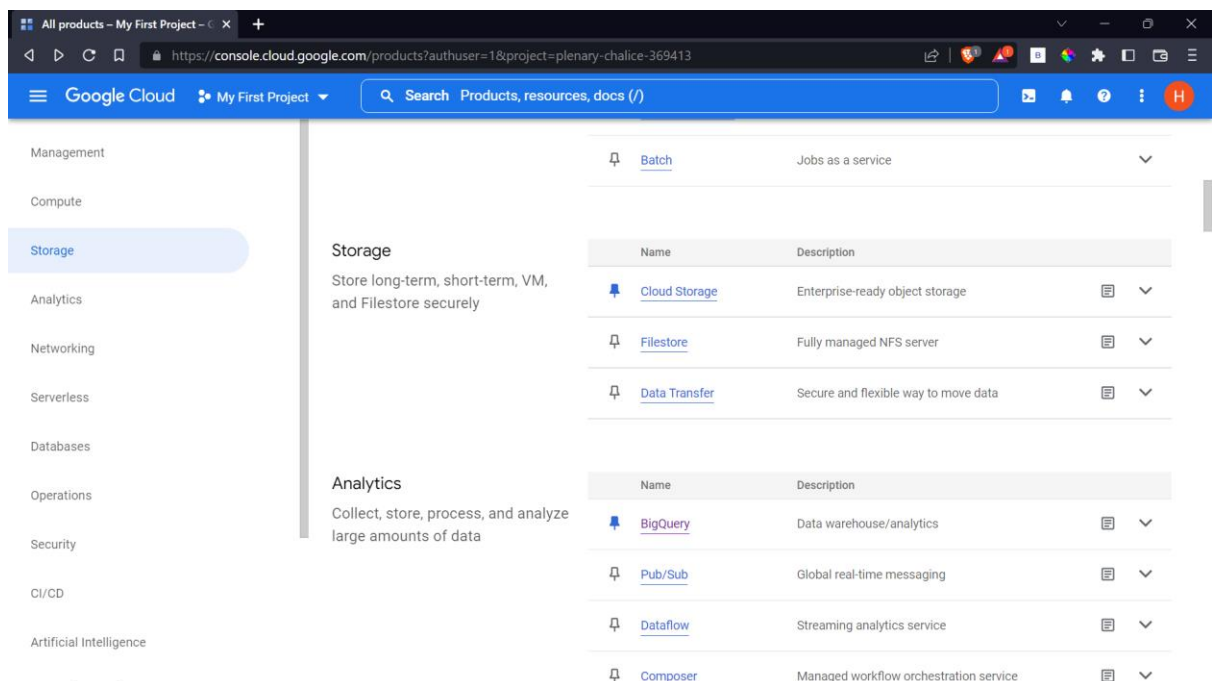 All products – My First Project – G
https://console.cloud.google.com/products?authuser=1&project=plenary-chalice-369413
B
Google Cloud
My First Project
Search Products, resources, docs (/)
H
Management
Compute
Storage
Analytics
Networking
Serverless
Databases
Operations
Security
CI/CD
Artificial Intelligence
Batch Jobs as a service
Storage
Store long-term, short-term, VM,
and Filestore securely
Name Description
Cloud Storage Enterprise-ready object storage
Filestore Fully managed NFS server
Data Transfer Secure and flexible way to move data
Analytics
Collect, store, process, and analyze
large amounts of data
Name Description
BigQuery Data warehouse/analytics
Pub/Sub Global real-time messaging
Dataflow Streaming analytics service
Composer Managed workflow orchestration service